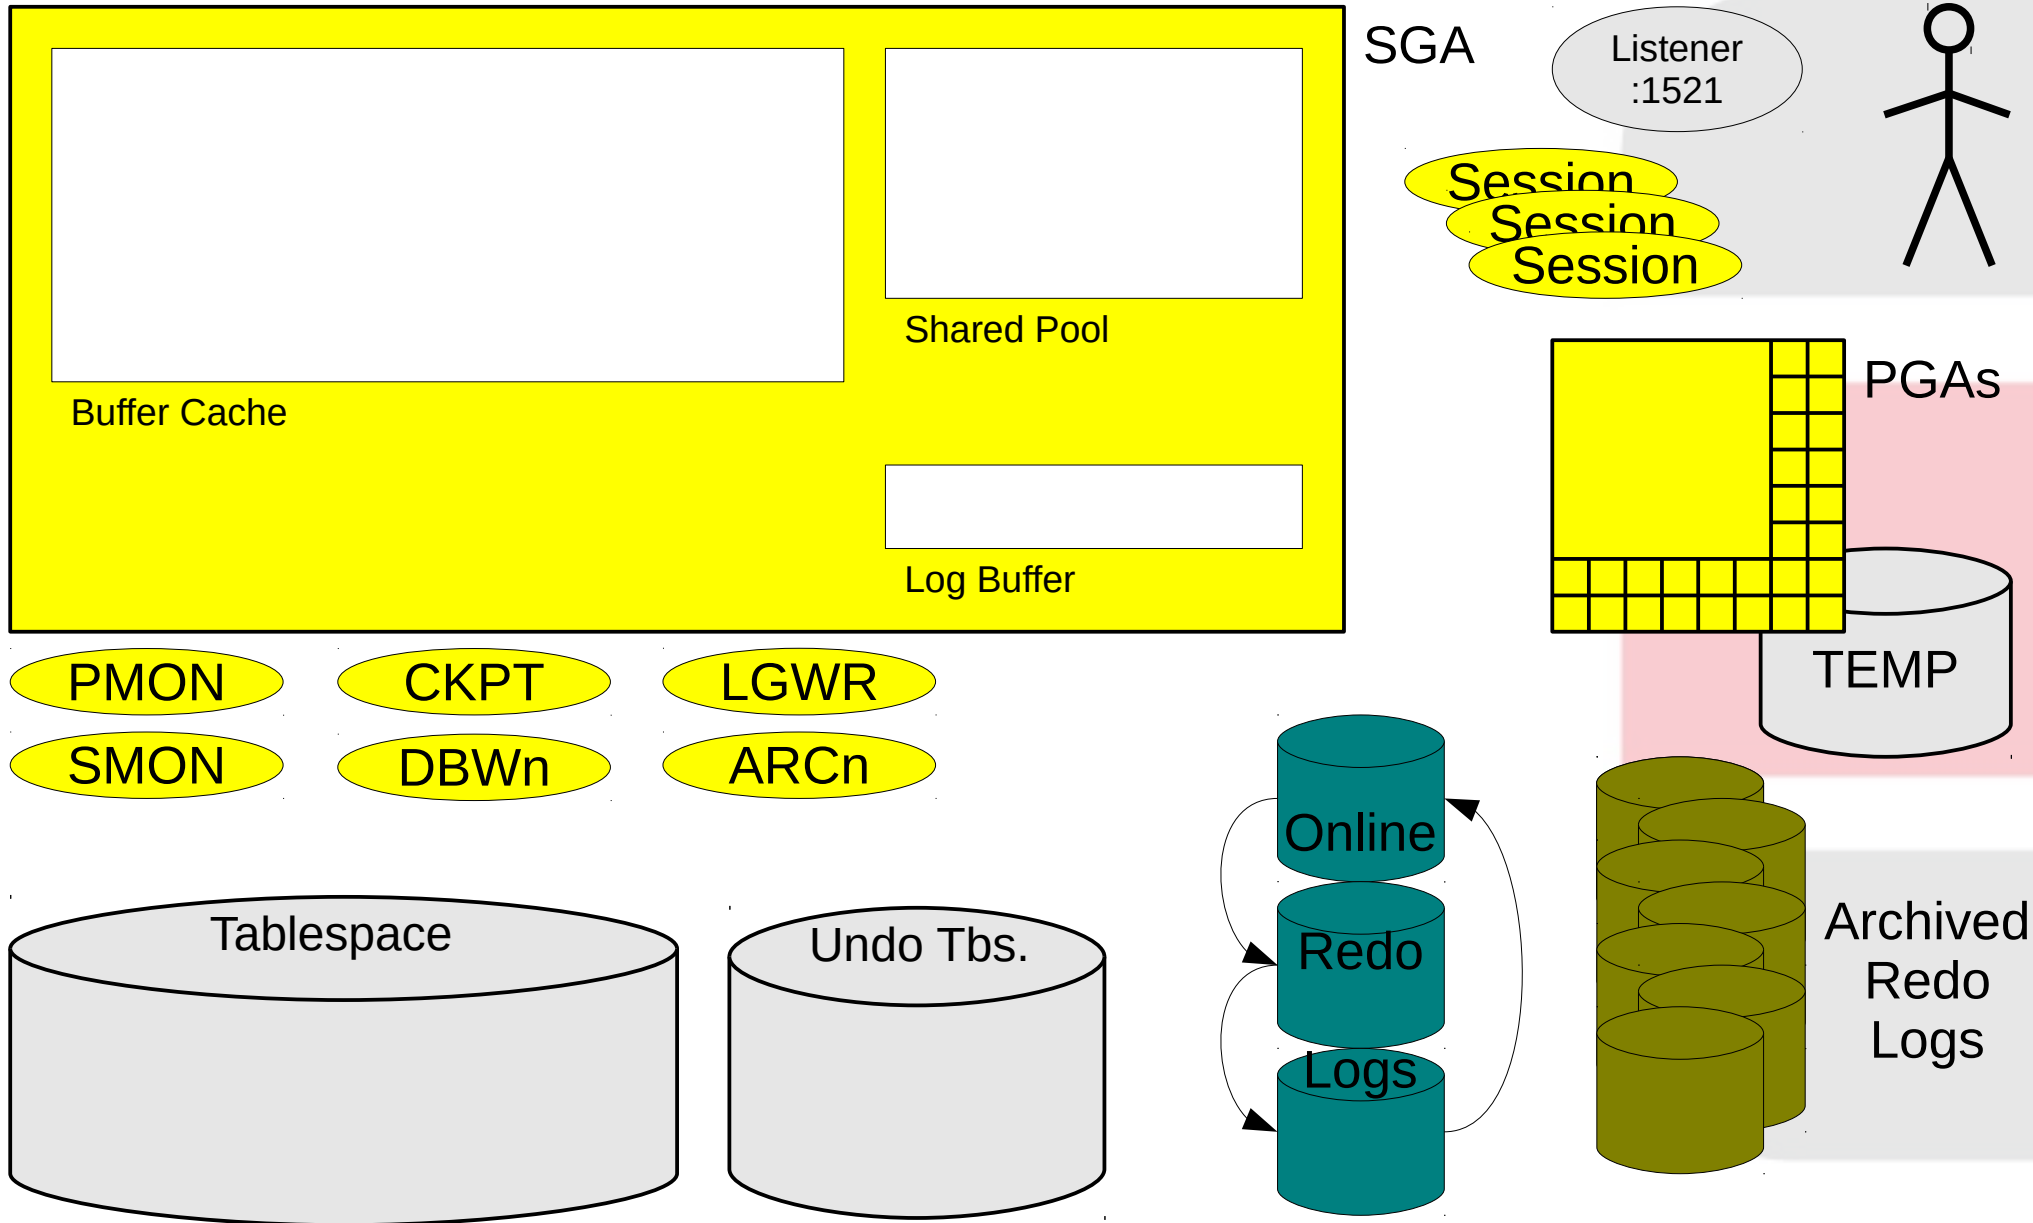 SGA
Listener
:1521
Session
Session
Session
Shared Pool
Buffer Cache
PGAs
Log Buffer
TEMP
PMON
CKPT
LGWR
SMON
DBWn
ARCn
Online
Redo
Logs
Tablespace
Undo Tbs.
Archived
Redo
Logs